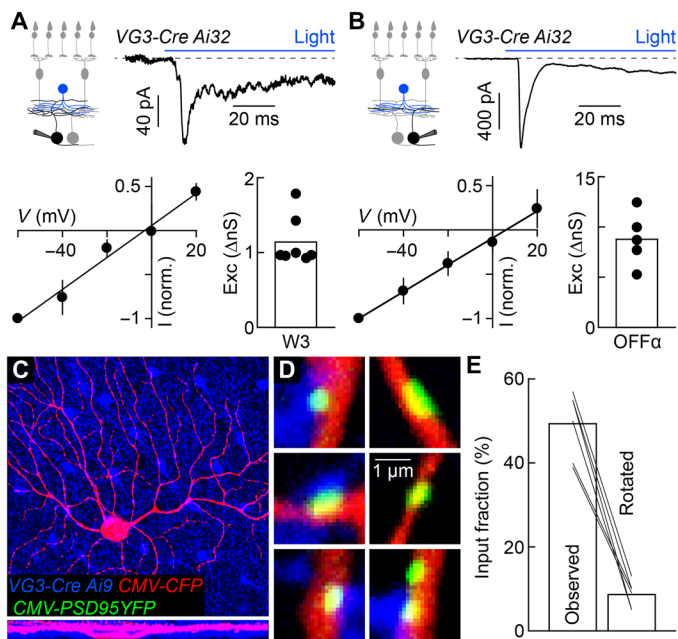 A
VG3-Cre Ai32
Light
40 pA
20 ms
V (mV)
0.5
−40
20
−1
I (norm.)
Exc (ΔnS)
2
1
0
W3
B
VG3-Cre Ai32
Light
400 pA
20 ms
V (mV)
0.5
−40
20
−1
I (norm.)
Exc (ΔnS)
15
0
OFFα
C
VG3-Cre Ai9 CMV-CFP
CMV-PSD95YFP
D
1 μm
E
Input fraction (%)
60
40
20
0
Observed
Rotated